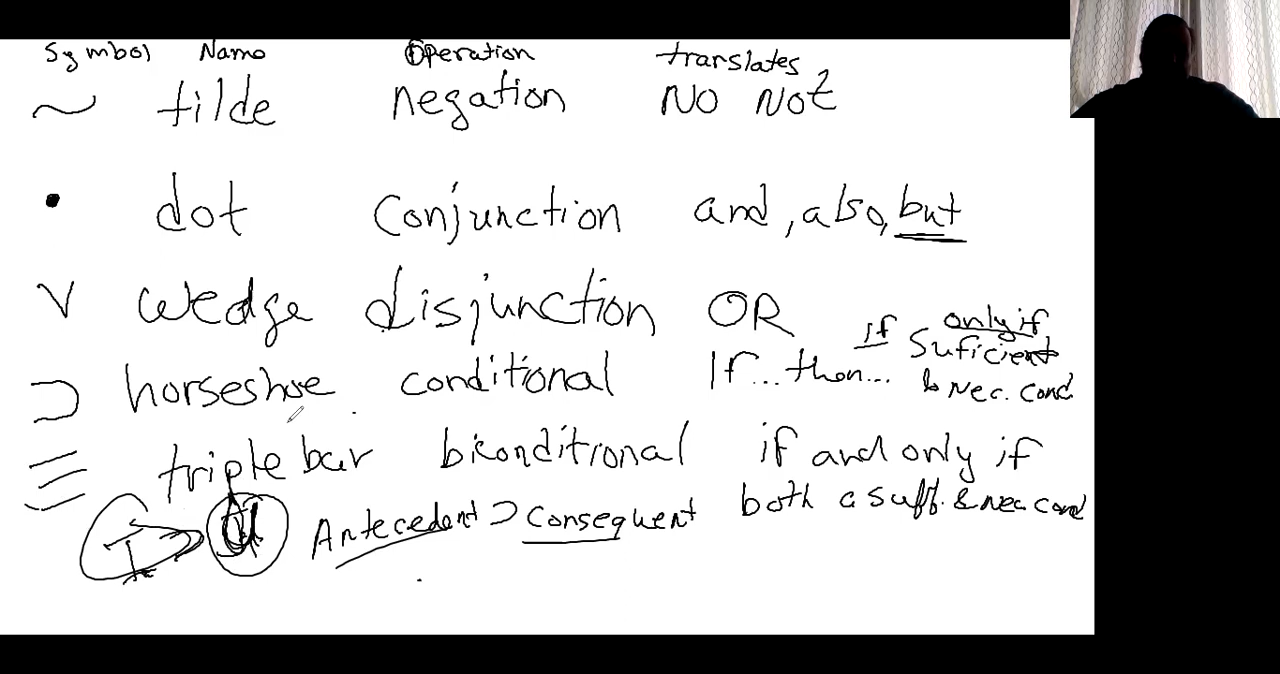 Symbol Name Operation translates
~ tilde negation No Not
• dot Conjunction and, also, but
v wedge disjunction OR
if only if
Suficient
⊃ horseshoe conditional If... then...
& Nec. Cond
≡ triple bar biconditional if and only if
both a suff. & Nec Cond
Antecedent ⊃ Consequent